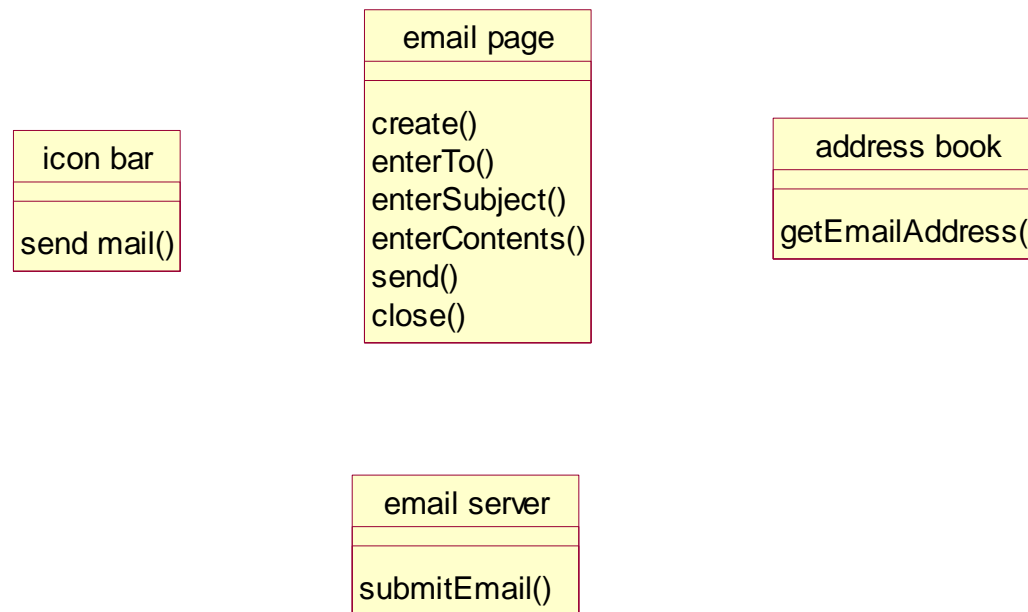 email page
create()
enterTo()
enterSubject()
enterContents()
send()
close()
icon bar
send mail()
address book
getEmailAddress(
email server
submitEmail()